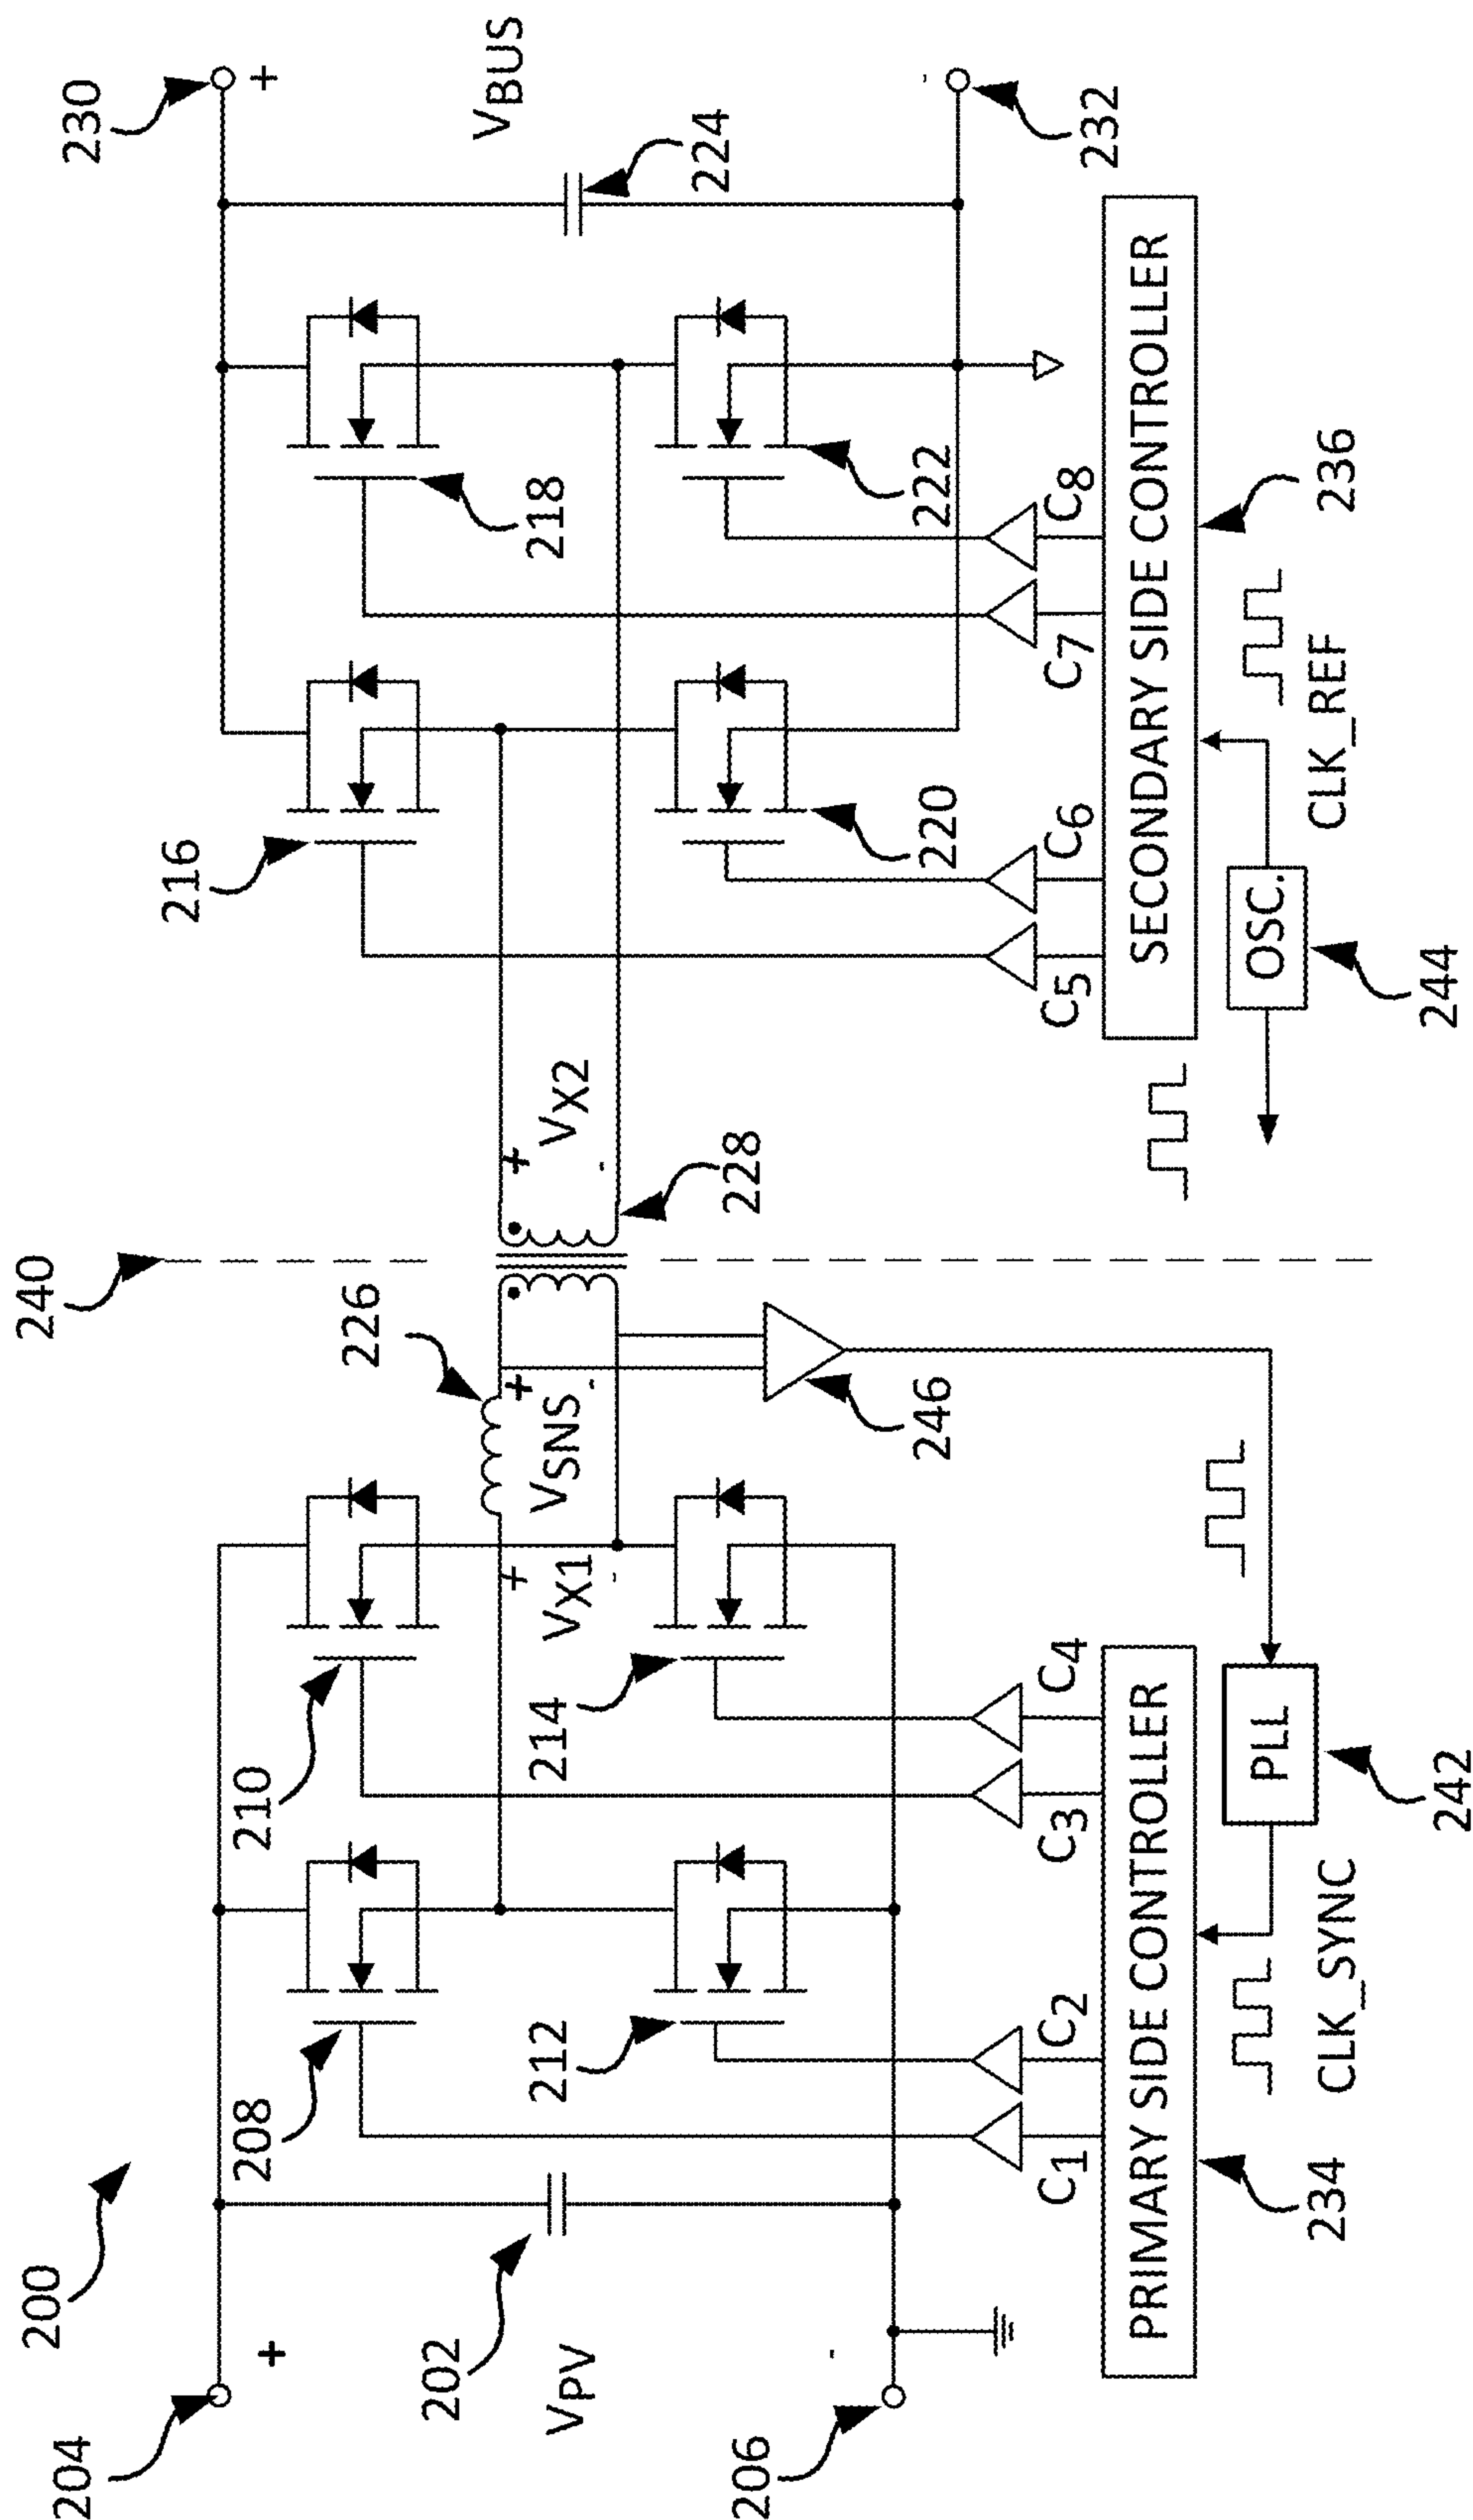 200
204
+
202
VPV
-
206
208
210
212
214
+
VX1
-
226
+
VSNS
-
246
240
228
+
VX2
-
216
218
220
222
230
+
VBUS
224
-
232
C1
C2
C3
C4
C5
C6
C7
C8
PRIMARY SIDE CONTROLLER
234
CLK_SYNC
PLL
242
SECONDARY SIDE CONTROLLER
236
OSC.
244
CLK_REF